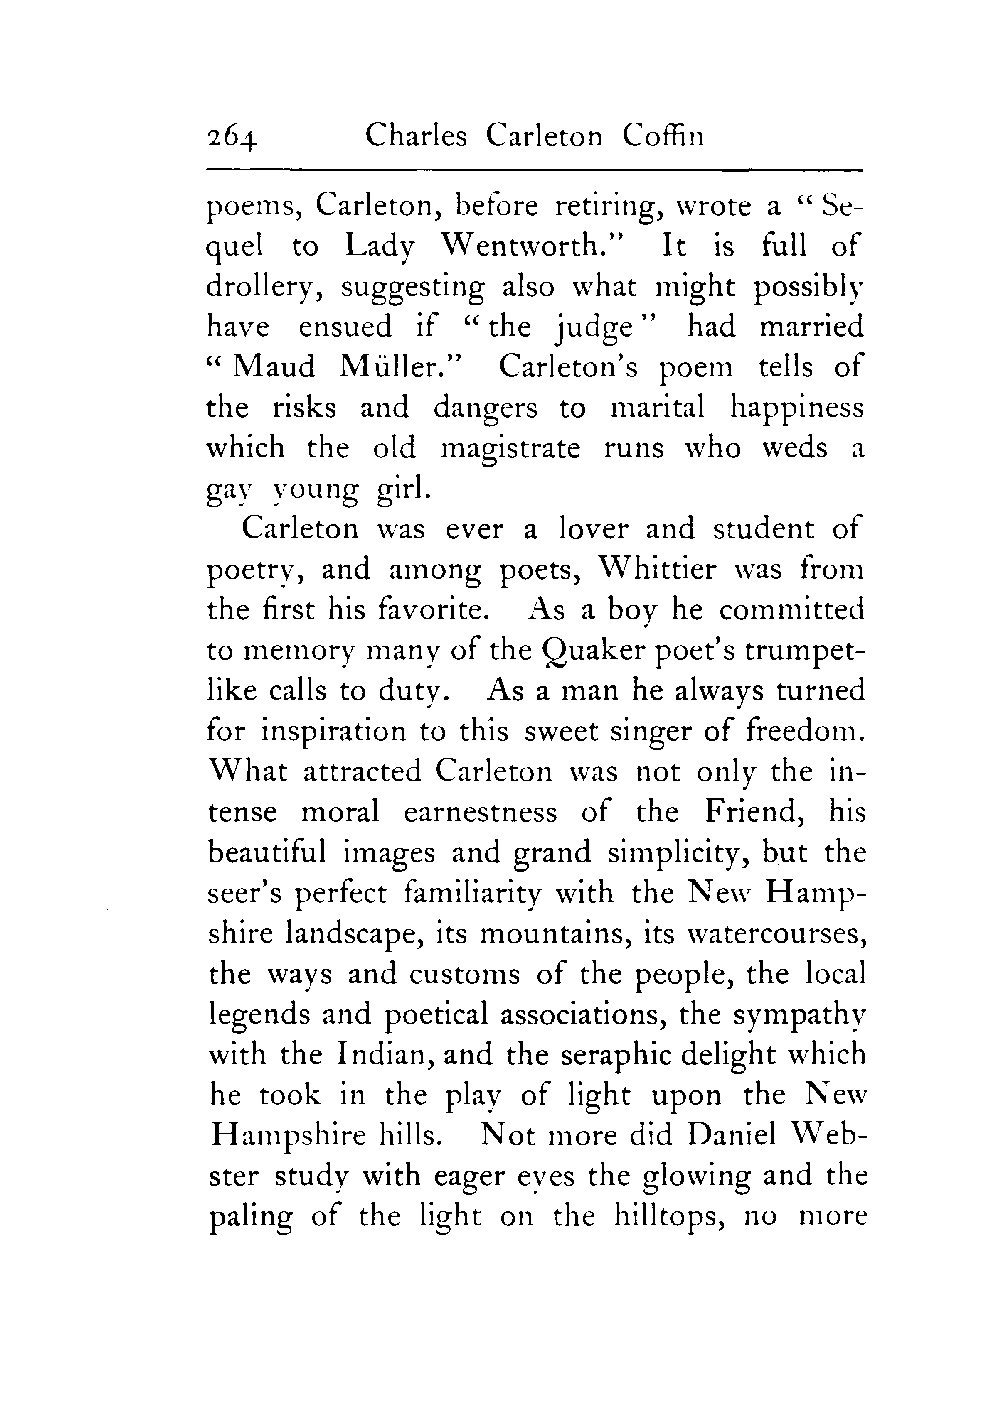 264 Charles Carleton Coffin
poems, Carleton, before retiring, wrote a “ Se-
quel to Lady Wentworth.” It is full of
drollery, suggesting also what might possibly
have ensued if “ the judge ” had married
“ Maud Müller.” Carleton’s poem tells of
the risks and dangers to marital happiness
which the old magistrate runs who weds a
gay young girl.
Carleton was ever a lover and student of
poetry, and among poets, Whittier was from
the first his favorite. As a boy he committed
to memory many of the Quaker poet’s trumpet-
like calls to duty. As a man he always turned
for inspiration to this sweet singer of freedom.
What attracted Carleton was not only the in-
tense moral earnestness of the Friend, his
beautiful images and grand simplicity, but the
seer’s perfect familiarity with the New Hamp-
shire landscape, its mountains, its watercourses,
the ways and customs of the people, the local
legends and poetical associations, the sympathy
with the Indian, and the seraphic delight which
he took in the play of light upon the New
Hampshire hills. Not more did Daniel Web-
ster study with eager eyes the glowing and the
paling of the light on the hilltops, no more